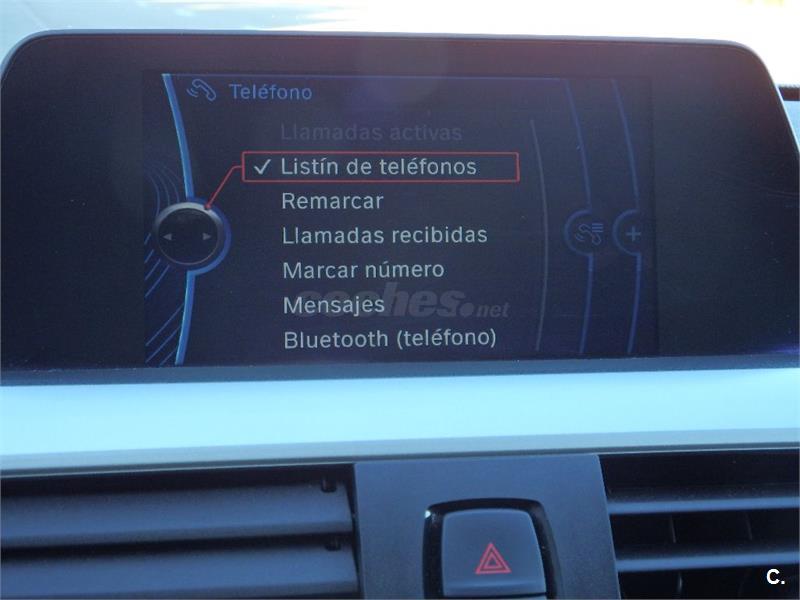 Teléfono
Llamadas activas
Listín de teléfonos
Remarcar
Llamadas recibidas
Marcar número
Mensajes
coches.net
Bluetooth (teléfono)
C.